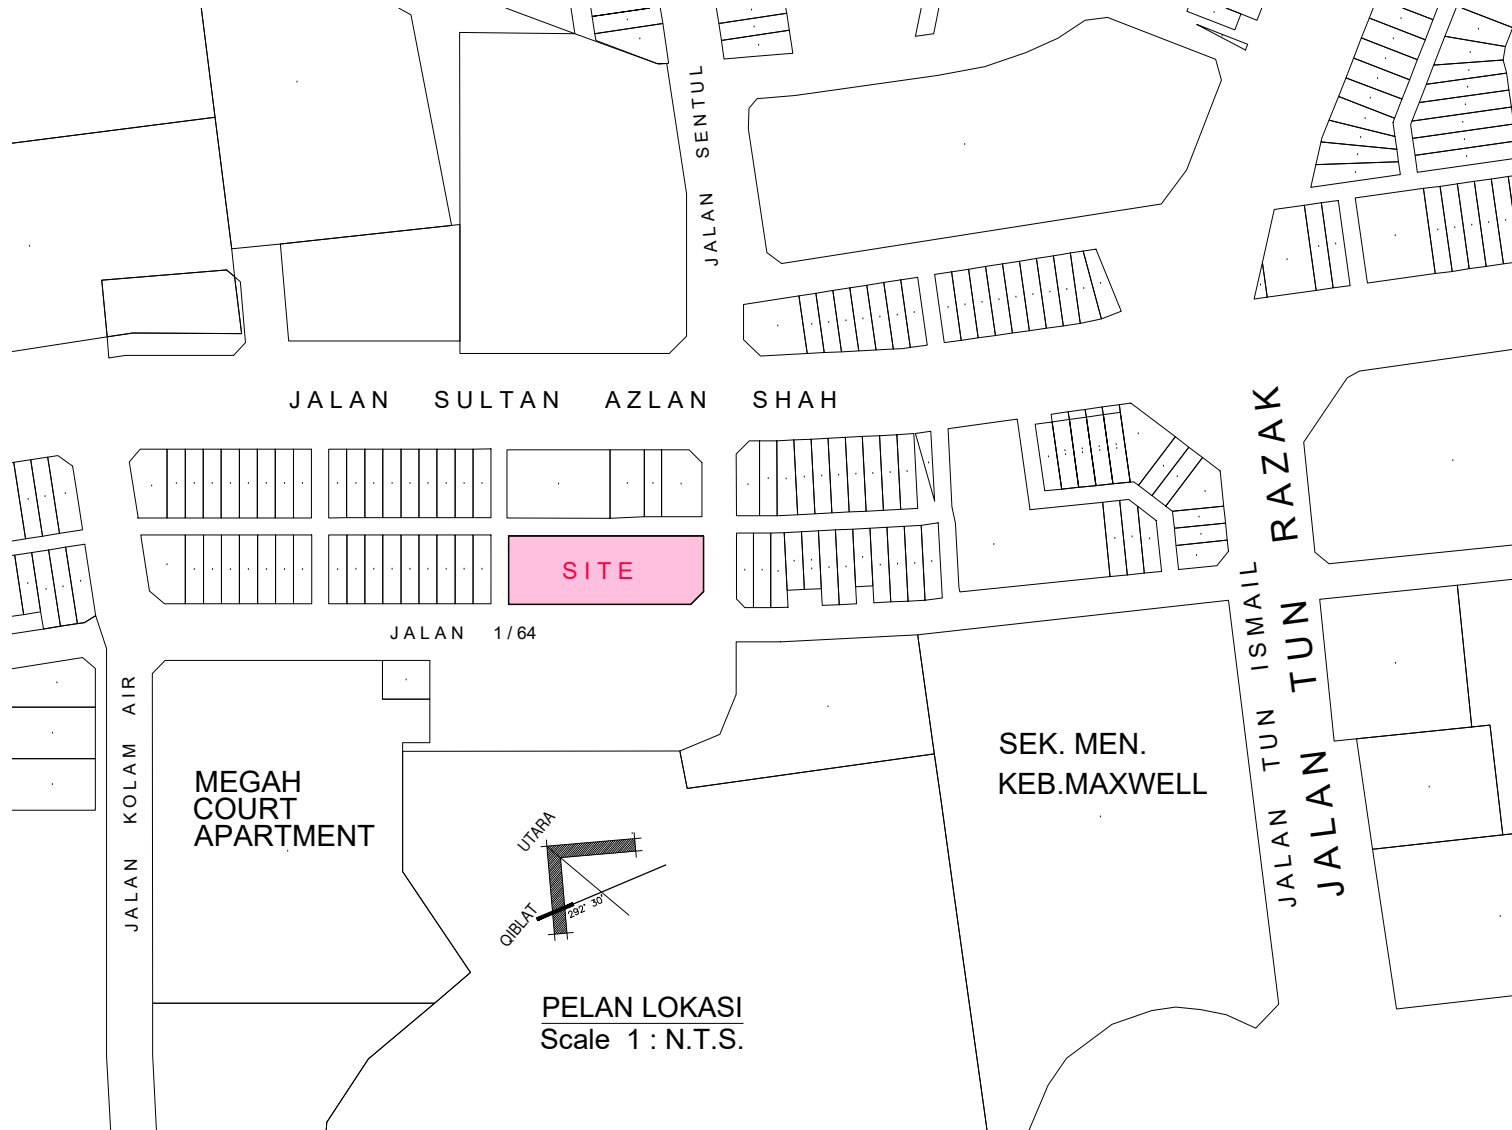 JALAN SENTUL
JALAN SULTAN AZLAN SHAH
SITE
JALAN 1/64
JALAN KOLAM AIR
MEGAH
COURT
APARTMENT
SEK. MEN.
KEB.MAXWELL
JALAN TUN ISMAIL
JALAN TUN RAZAK
UTARA
QIBLAT
292° 30'
PELAN LOKASI
Scale 1 : N.T.S.